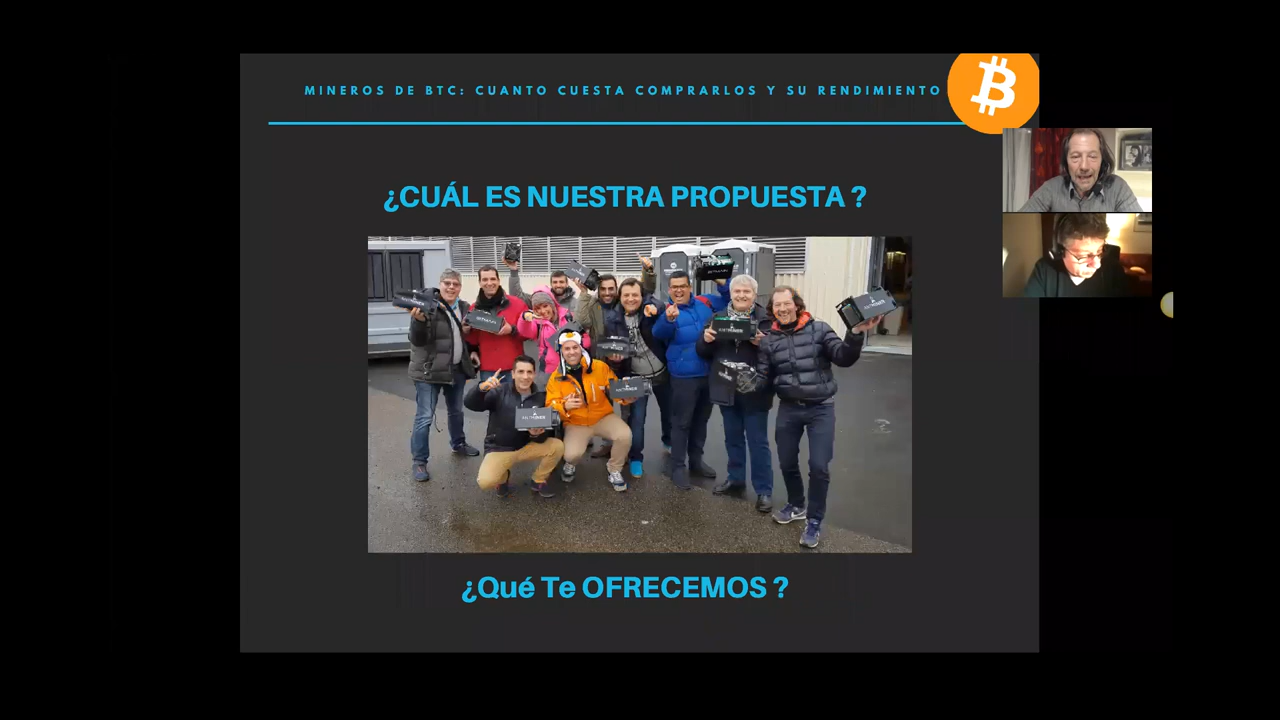 MINEROS DE BTC: CUANTO CUESTA COMPRARLOS Y SU RENDIMIENTO
¿CUÁL ES NUESTRA PROPUESTA ?
¿Qué Te OFRECEMOS ?